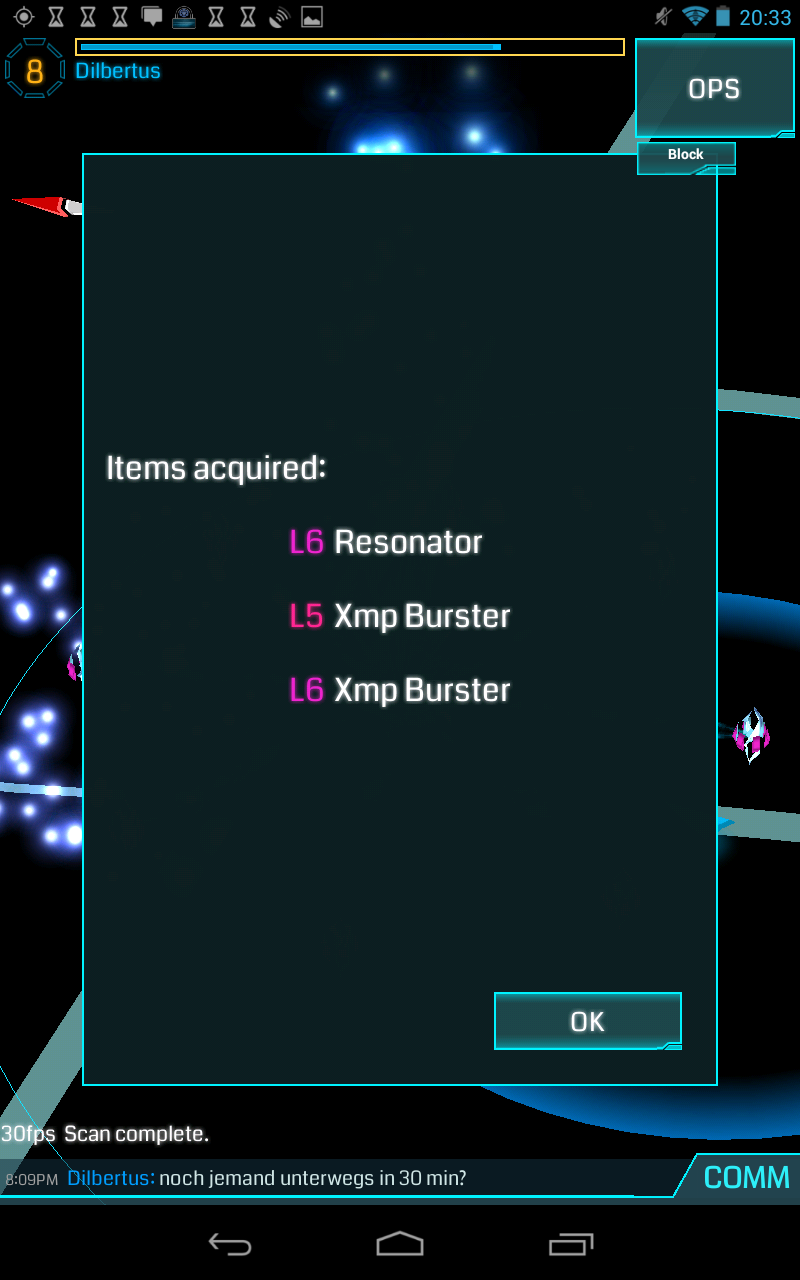 20:33
8
Dilbertus
OPS
Block
Items acquired:
L6 Resonator
L5 Xmp Burster
L6 Xmp Burster
OK
30fps Scan complete.
8:09PM Dilbertus: noch jemand unterwegs in 30 min?
COMM